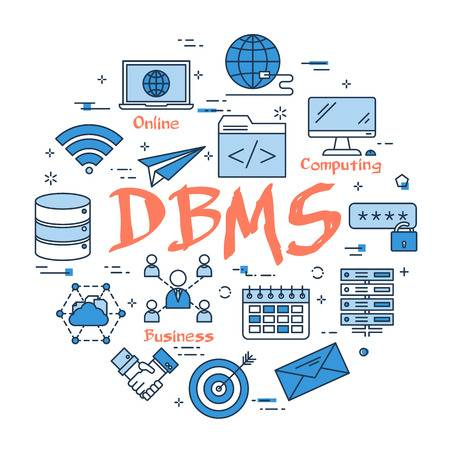 Online
</>
Computing
DBMS
****
Business